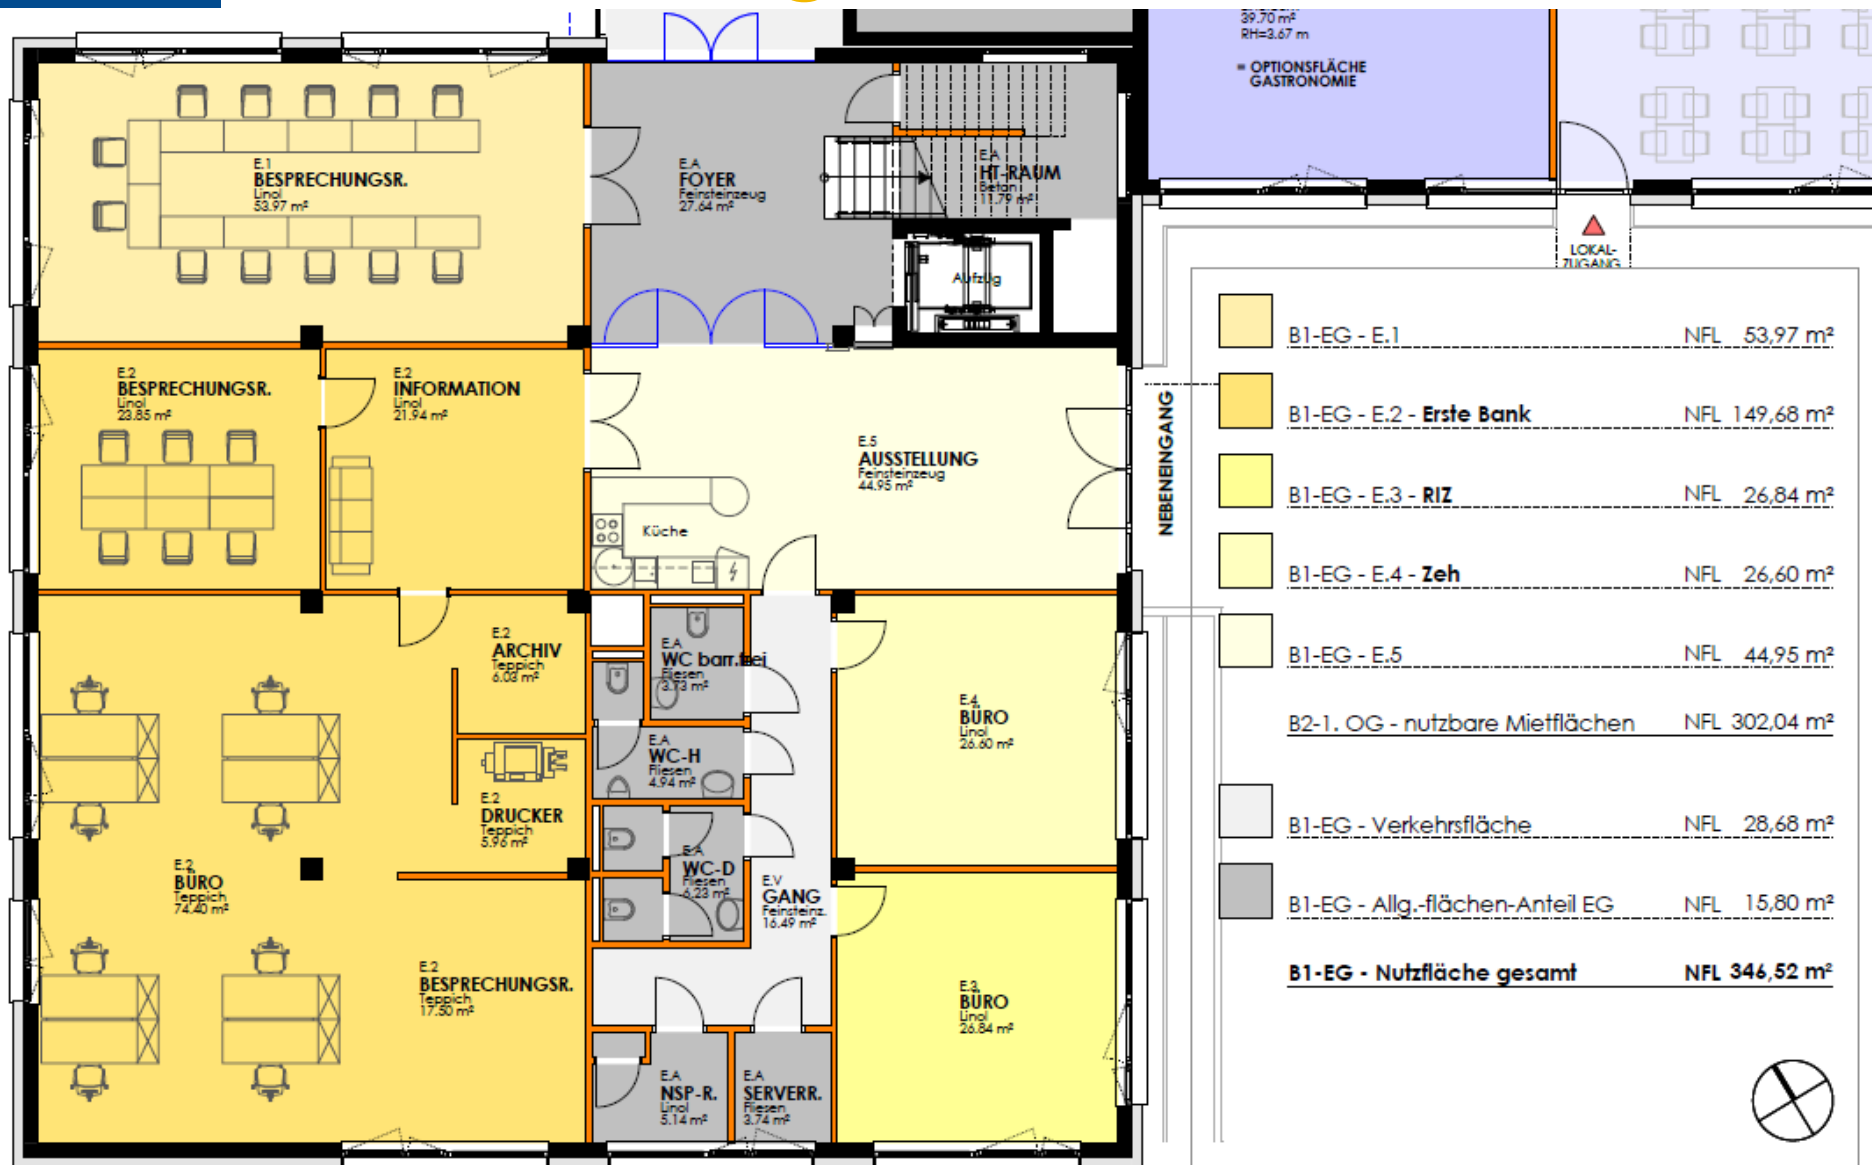 39.70 m²
RH=3.67 m
= OPTIONSFLÄCHE
GASTRONOMIE
E.1
BESPRECHUNGSR.
Linol
53.97 m²
E.A
FOYER
Feinsteinzeug
27.64 m²
E.A
HT-RAUM
Beton
11.79 m²
Aufzug
LOKAL-
ZUGANG
E.2
BESPRECHUNGSR.
Linol
23.85 m²
E.2
INFORMATION
Linol
21.94 m²
E.5
AUSSTELLUNG
Feinsteinzeug
44.95 m²
Küche
NEBENEINGANG
E.2
ARCHIV
Teppich
6.03 m²
E.A
WC barr.frei
Fliesen
3.73 m²
E.A
WC-H
Fliesen
4.94 m²
E.4
BÜRO
Linol
26.60 m²
E.2
DRUCKER
Teppich
5.96 m²
E.A
WC-D
Fliesen
6.23 m²
E.2
BÜRO
Teppich
74.40 m²
E.V
GANG
Feinsteinz.
16.49 m²
E.2
BESPRECHUNGSR.
Teppich
17.50 m²
E.3
BÜRO
Linol
26.84 m²
E.A
NSP-R.
Linol
5.14 m²
E.A
SERVERR.
Fliesen
3.74 m²
B1-EG - E.1 NFL 53,97 m²
B1-EG - E.2 - Erste Bank NFL 149,68 m²
B1-EG - E.3 - RIZ NFL 26,84 m²
B1-EG - E.4 - Zeh NFL 26,60 m²
B1-EG - E.5 NFL 44,95 m²
B2-1. OG - nutzbare Mietflächen NFL 302,04 m²
B1-EG - Verkehrsfläche NFL 28,68 m²
B1-EG - Allg.-flächen-Anteil EG NFL 15,80 m²
B1-EG - Nutzfläche gesamt NFL 346,52 m²